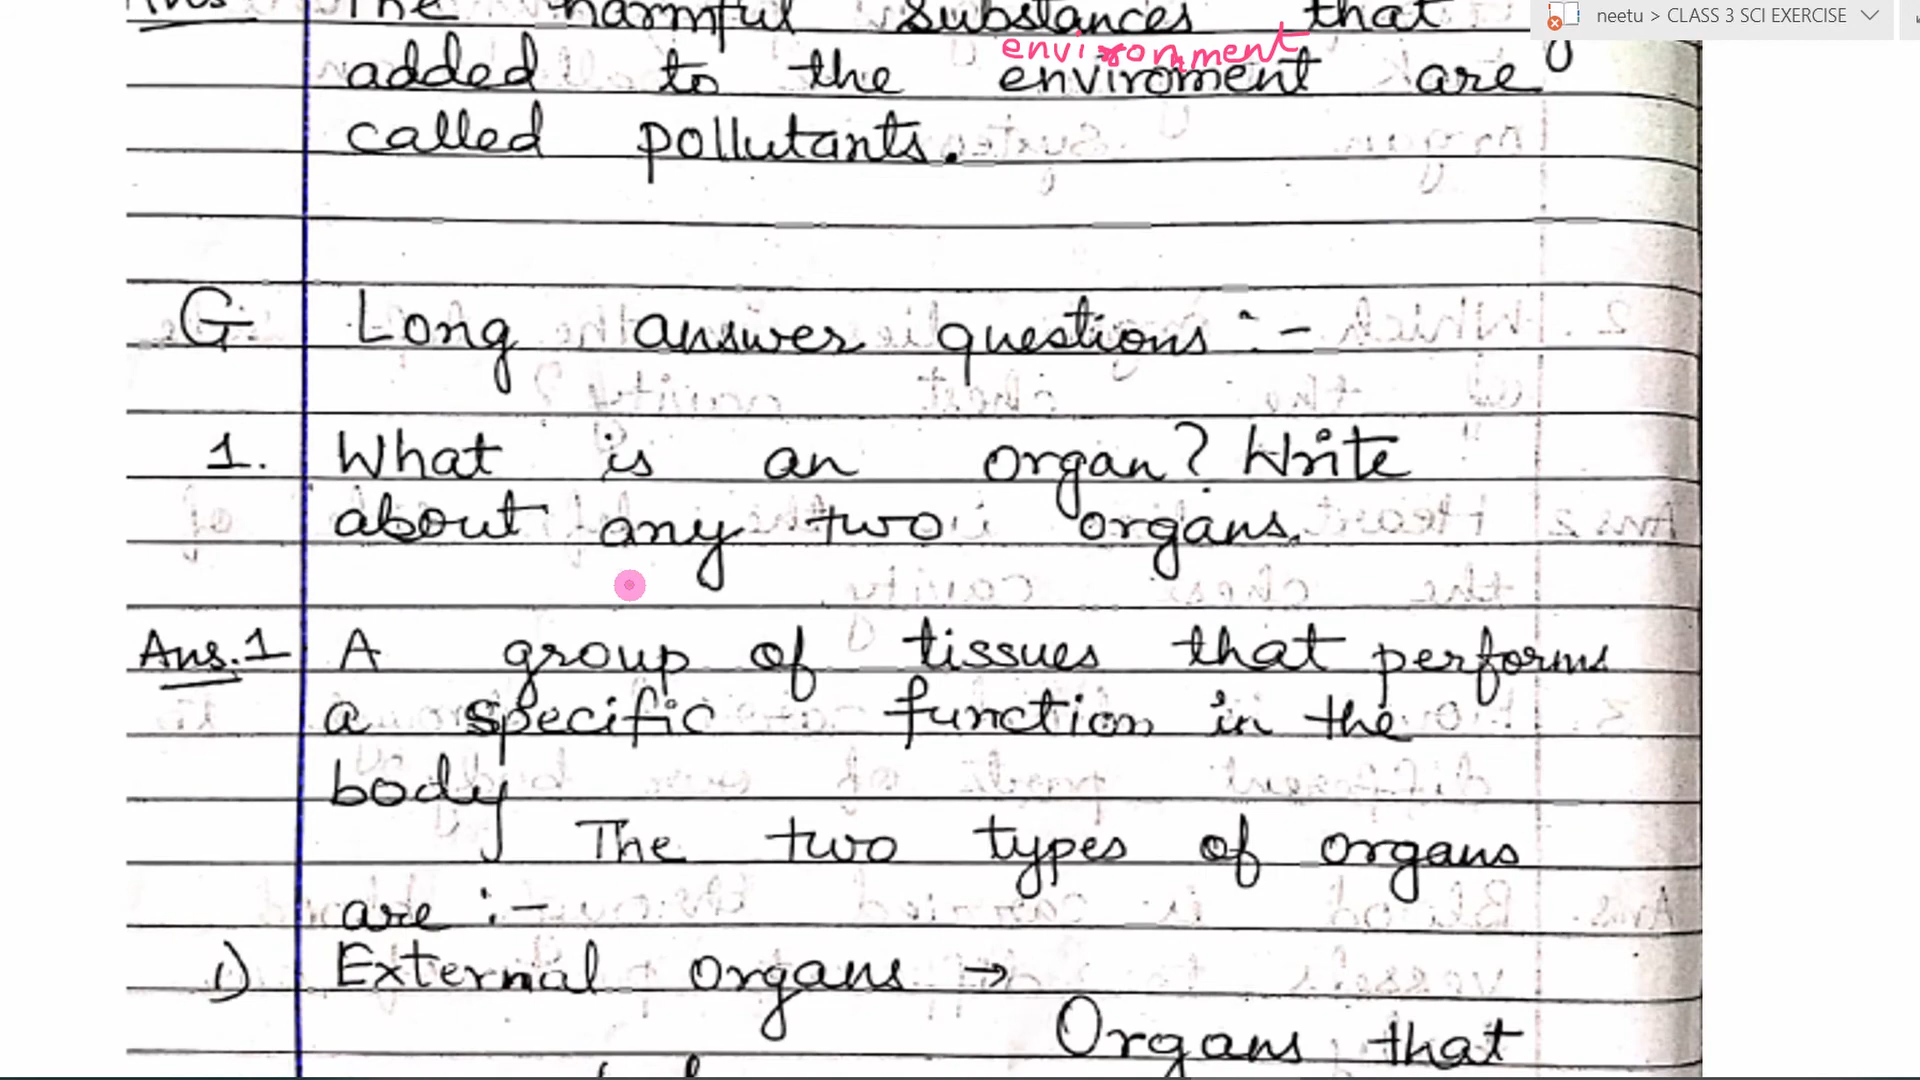 neetu > CLASS 3 SCI EXERCISE
Ans The harmful substances that
environment
added to the enviroment are
called pollutants.
G Long answer questions :-
1. What is an organ? Write
about any two organs.
Ans.1 A group of tissues that performs
a specific function in the
body
The two types of organs
are :-
i) External organs →
Organs that